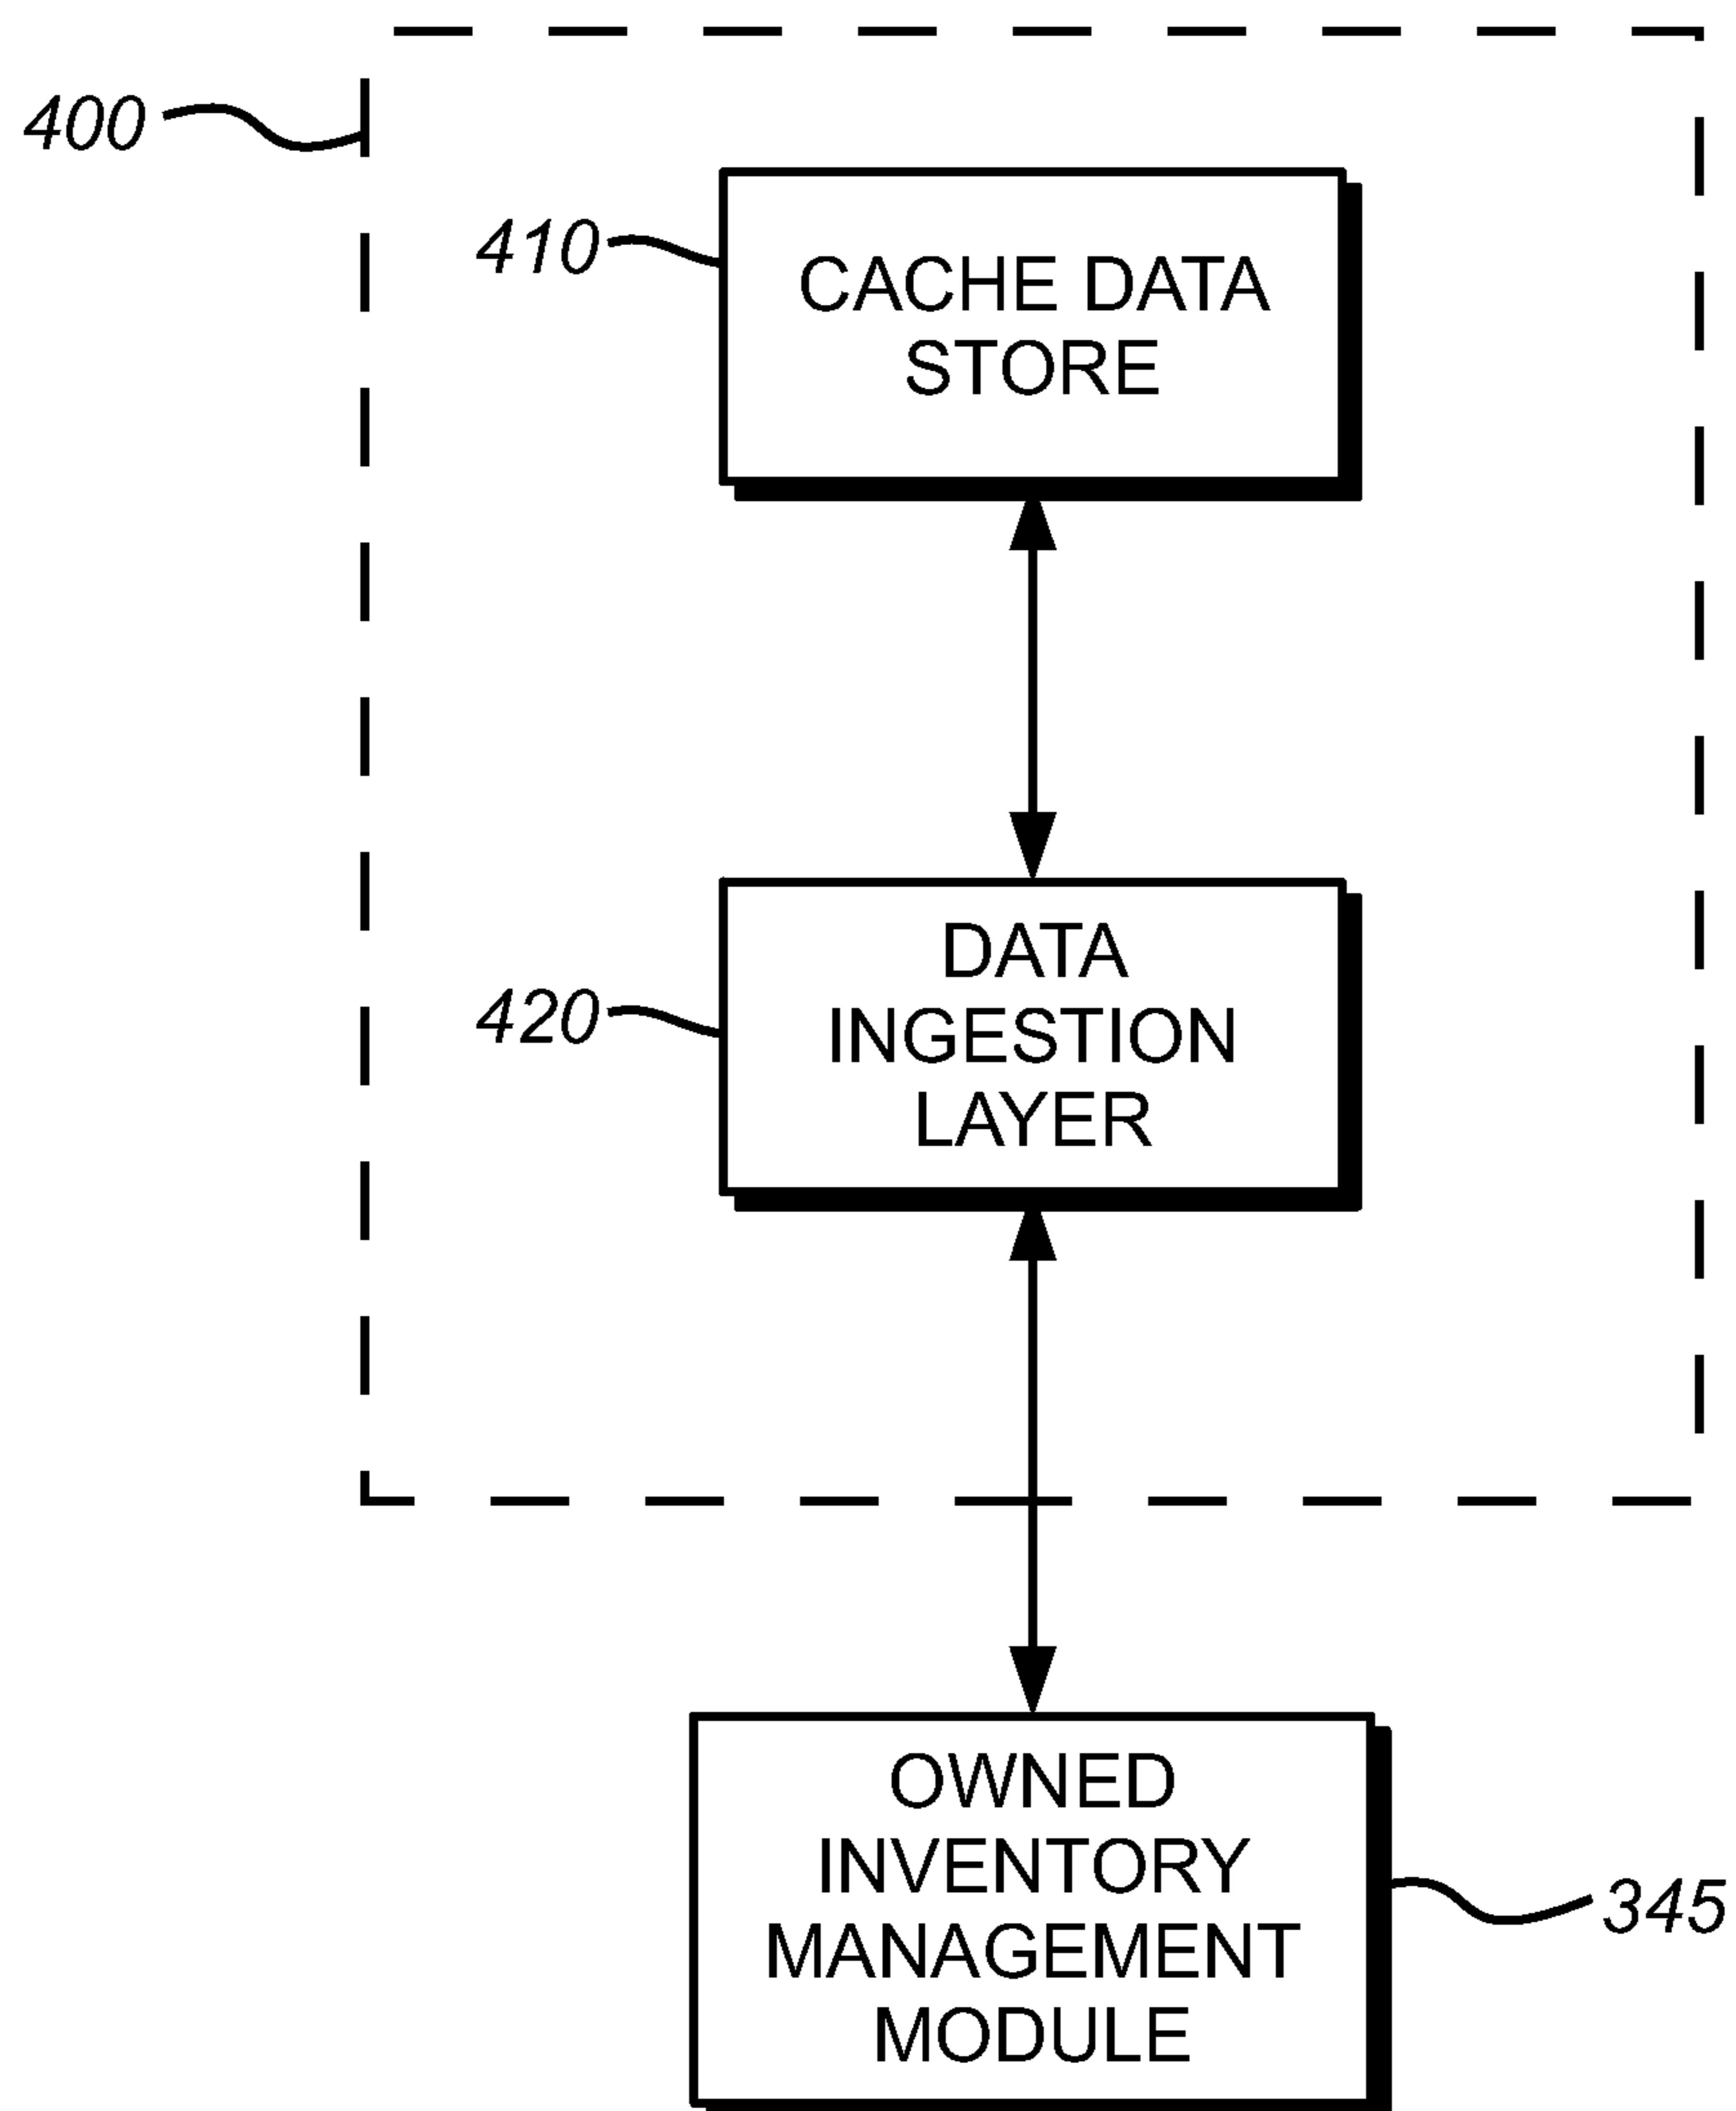 400
410
CACHE DATA
STORE
420
DATA
INGESTION
LAYER
OWNED
INVENTORY
MANAGEMENT
MODULE
345